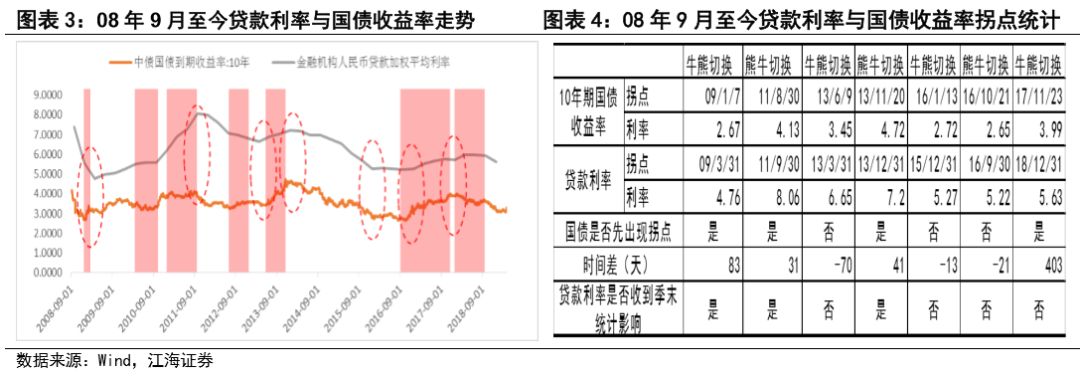 图表 3：08 年 9 月至今贷款利率与国债收益率走势
中债国债到期收益率:10年
金融机构人民币贷款加权平均利率
9.0000
8.0000
7.0000
6.0000
5.0000
4.0000
3.0000
2.0000
1.0000
0.0000
2008-09-01
2009-09-01
2010-09-01
2011-09-01
2012-09-01
2013-09-01
2014-09-01
2015-09-01
2016-09-01
2017-09-01
2018-09-01
图表 4：08 年 9 月至今贷款利率与国债收益率拐点统计
牛熊切换 熊牛切换 牛熊切换 熊牛切换 牛熊切换 熊牛切换 牛熊切换
10年期国债收益率 拐点 09/1/7 11/8/30 13/6/9 13/11/20 16/1/13 16/10/21 17/11/23
利率 2.67 4.13 3.45 4.72 2.72 2.65 3.99
贷款利率 拐点 09/3/31 11/9/30 13/3/31 13/12/31 15/12/31 16/9/30 18/12/31
利率 4.76 8.06 6.65 7.2 5.27 5.22 5.63
国债是否先出现拐点 是 是 否 是 否 否 是
时间差（天） 83 31 -70 41 -13 -21 403
贷款利率是否收到季末统计影响 是 是 否 是 否 否 否
数据来源：Wind，江海证券